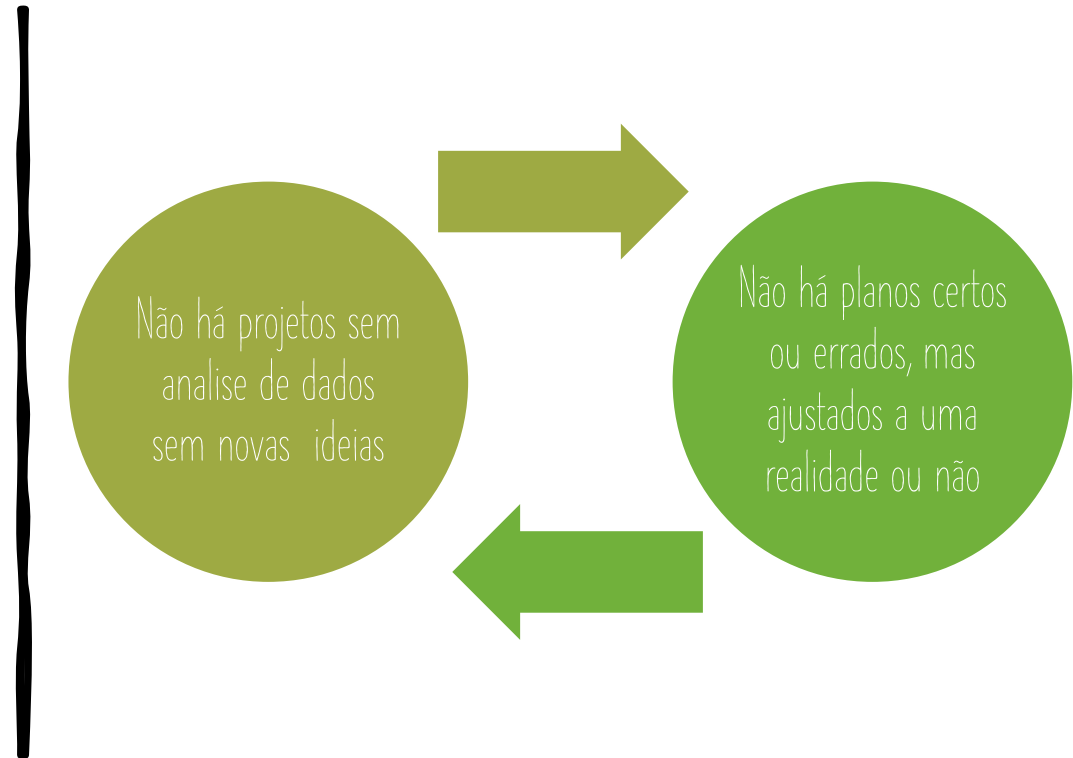 Não há projetos sem
analise de dados
sem novas  ideias
Não há planos certos
ou errados, mas
ajustados a uma
realidade ou não